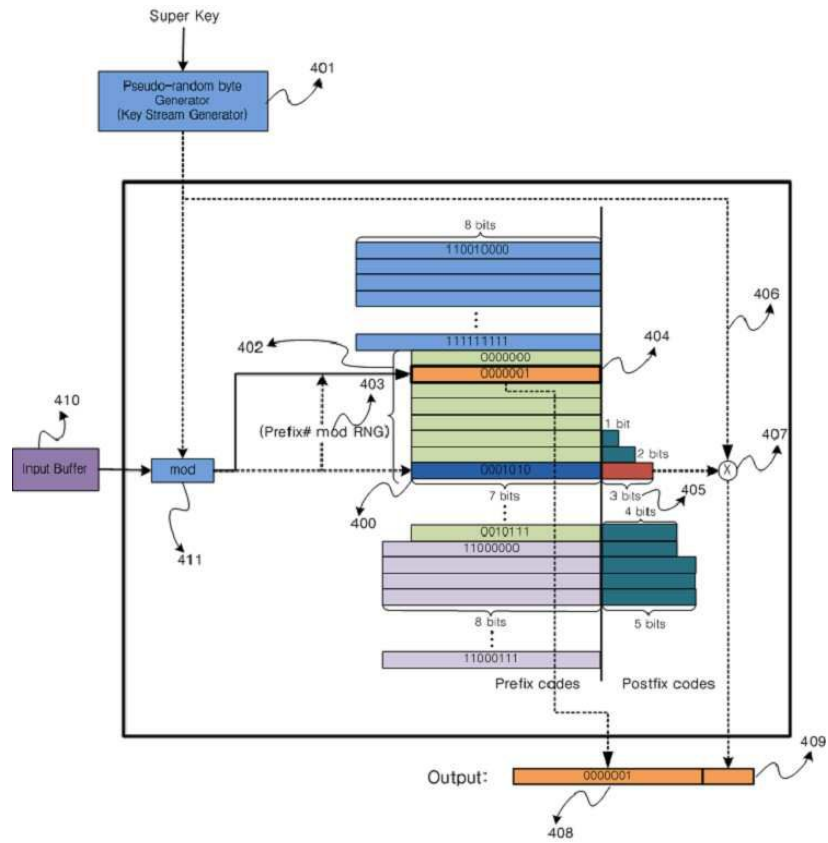 Super Key
401
Pseudo-random byte
Generator
(Key Stream Generator)
8 bits
110010000
406
111111111
402
404
0000000
0000001
403
410
(Prefix# mod RNG)
1 bit
2 bits
Input Buffer
mod
0001010
X
407
400
7 bits
3 bits
405
411
4 bits
0010111
11000000
8 bits
5 bits
11000111
Prefix codes
Postfix codes
409
Output:
0000001
408